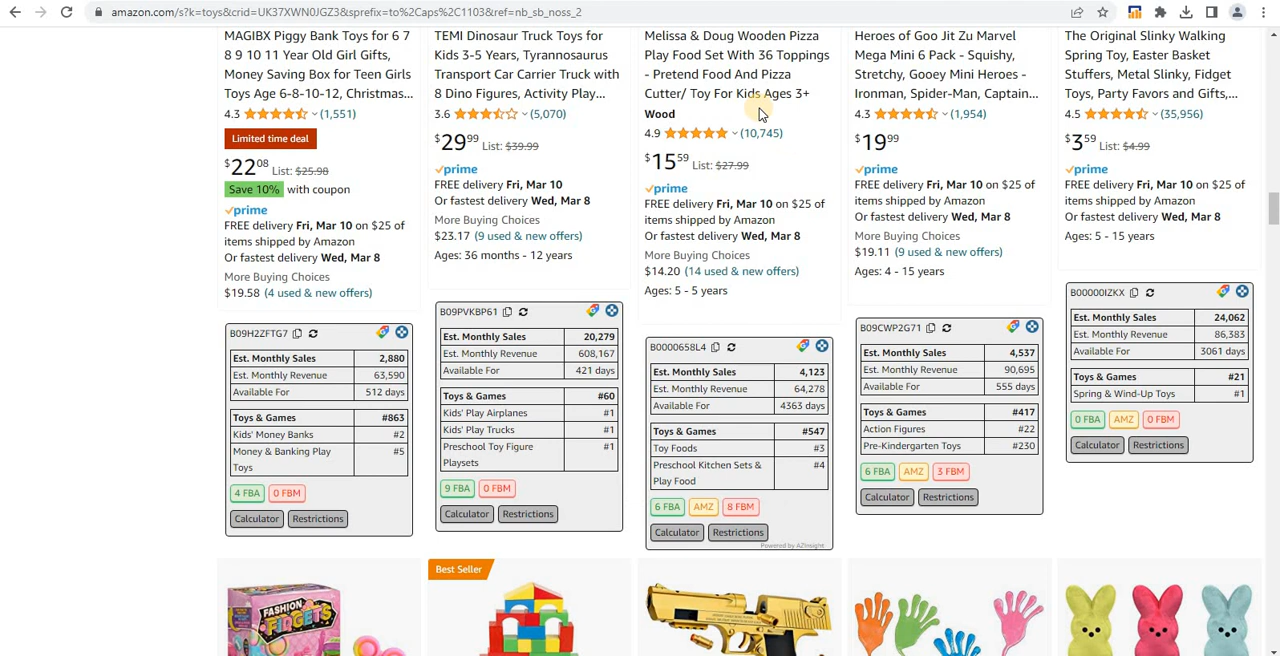 amazon.com/s?k=toys&crid=UK37XWN0JGZ3&sprefix=to%2Caps%2C1103&ref=nb_sb_noss_2
MAGIBX Piggy Bank Toys for 6 7
8 9 10 11 Year Old Girl Gifts,
Money Saving Box for Teen Girls
Toys Age 6-8-10-12, Christmas...
4.3 (1,551)
Limited time deal
$22 08 List: $25.98
Save 10% with coupon
prime
FREE delivery Fri, Mar 10 on $25 of
items shipped by Amazon
Or fastest delivery Wed, Mar 8
More Buying Choices
$19.58 (4 used & new offers)
B09H2ZFTG7
Est. Monthly Sales 2,880
Est. Monthly Revenue 63,590
Available For 512 days
Toys & Games #863
Kids' Money Banks #2
Money & Banking Play #5
Toys
4 FBA 0 FBM
Calculator Restrictions
TEMI Dinosaur Truck Toys for
Kids 3-5 Years, Tyrannosaurus
Transport Car Carrier Truck with
8 Dino Figures, Activity Play...
3.6 (5,070)
$29 99 List: $39.99
prime
FREE delivery Fri, Mar 10
Or fastest delivery Wed, Mar 8
More Buying Choices
$23.17 (9 used & new offers)
Ages: 36 months - 12 years
B09PVKBP61
Est. Monthly Sales 20,279
Est. Monthly Revenue 608,167
Available For 421 days
Toys & Games #60
Kids' Play Airplanes #1
Kids' Play Trucks #1
Preschool Toy Figure #1
Playsets
9 FBA 0 FBM
Calculator Restrictions
Melissa & Doug Wooden Pizza
Play Food Set With 36 Toppings
- Pretend Food And Pizza
Cutter/ Toy For Kids Ages 3+
Wood
4.9 (10,745)
$15 59 List: $27.99
prime
FREE delivery Fri, Mar 10 on $25 of
items shipped by Amazon
Or fastest delivery Wed, Mar 8
More Buying Choices
$14.20 (14 used & new offers)
Ages: 5 - 5 years
B0000658L4
Est. Monthly Sales 4,123
Est. Monthly Revenue 64,278
Available For 4363 days
Toys & Games #547
Toy Foods #3
Preschool Kitchen Sets & #4
Play Food
6 FBA AMZ 8 FBM
Calculator Restrictions
Powered by AZInsight
Heroes of Goo Jit Zu Marvel
Mega Mini 6 Pack - Squishy,
Stretchy, Gooey Mini Heroes -
Ironman, Spider-Man, Captain...
4.3 (1,954)
$19 99
prime
FREE delivery Fri, Mar 10 on $25 of
items shipped by Amazon
Or fastest delivery Wed, Mar 8
More Buying Choices
$19.11 (9 used & new offers)
Ages: 4 - 15 years
B09CWP2G71
Est. Monthly Sales 4,537
Est. Monthly Revenue 90,695
Available For 555 days
Toys & Games #417
Action Figures #22
Pre-Kindergarten Toys #230
6 FBA AMZ 3 FBM
Calculator Restrictions
The Original Slinky Walking
Spring Toy, Easter Basket
Stuffers, Metal Slinky, Fidget
Toys, Party Favors and Gifts,...
4.5 (35,956)
$3 59 List: $4.99
prime
FREE delivery Fri, Mar 10 on $25 of
items shipped by Amazon
Or fastest delivery Wed, Mar 8
Ages: 5 - 15 years
B00000IZKX
Est. Monthly Sales 24,062
Est. Monthly Revenue 86,383
Available For 3061 days
Toys & Games #21
Spring & Wind-Up Toys #1
0 FBA AMZ 0 FBM
Calculator Restrictions
FASHION
FIDGETS
Best Seller